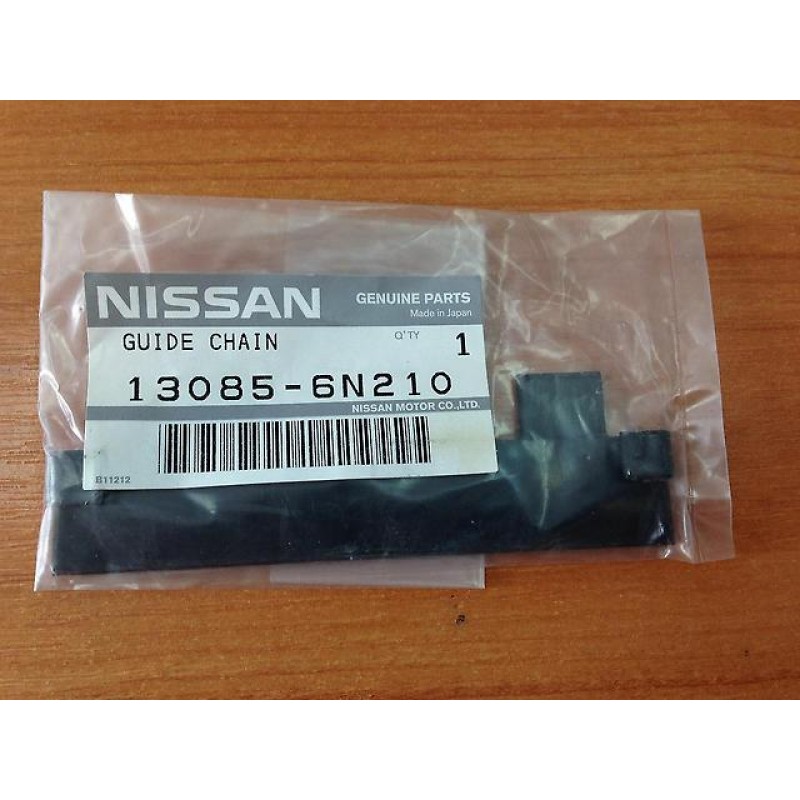 NISSAN GENUINE PARTS
Made in Japan
GUIDE CHAIN Q'TY 1
13085-6N210
NISSAN MOTOR CO.,LTD.
B11212